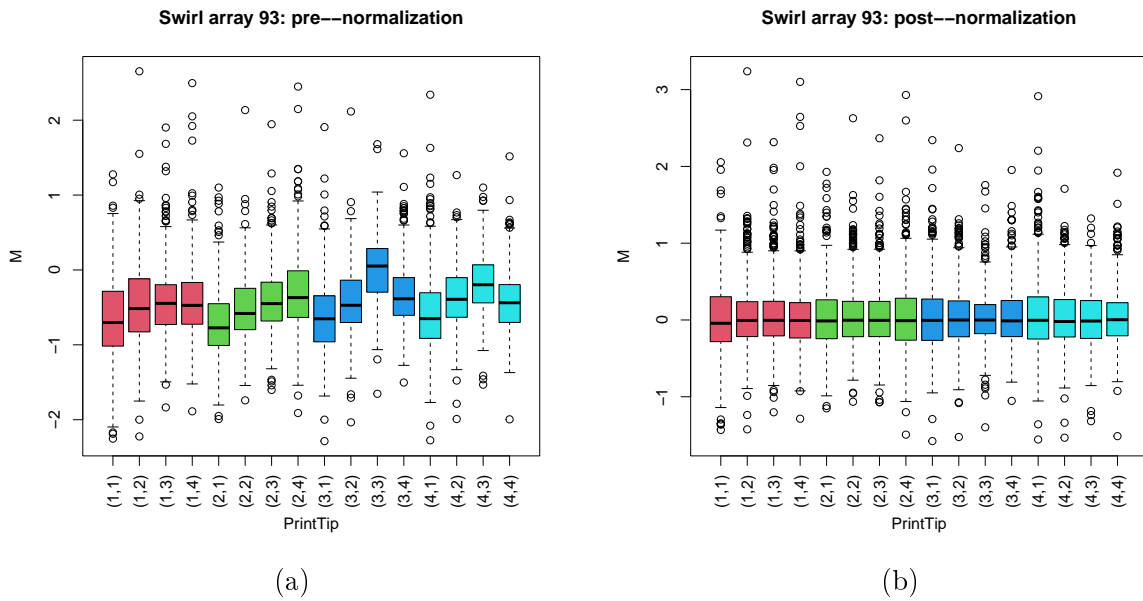 Swirl array 93: pre−−normalization
M
2
1
0
−1
−2
(1,1) (1,2) (1,3) (1,4) (2,1) (2,2) (2,3) (2,4) (3,1) (3,2) (3,3) (3,4) (4,1) (4,2) (4,3) (4,4)
PrintTip
(a)
Swirl array 93: post−−normalization
M
3
2
1
0
−1
(1,1) (1,2) (1,3) (1,4) (2,1) (2,2) (2,3) (2,4) (3,1) (3,2) (3,3) (3,4) (4,1) (4,2) (4,3) (4,4)
PrintTip
(b)